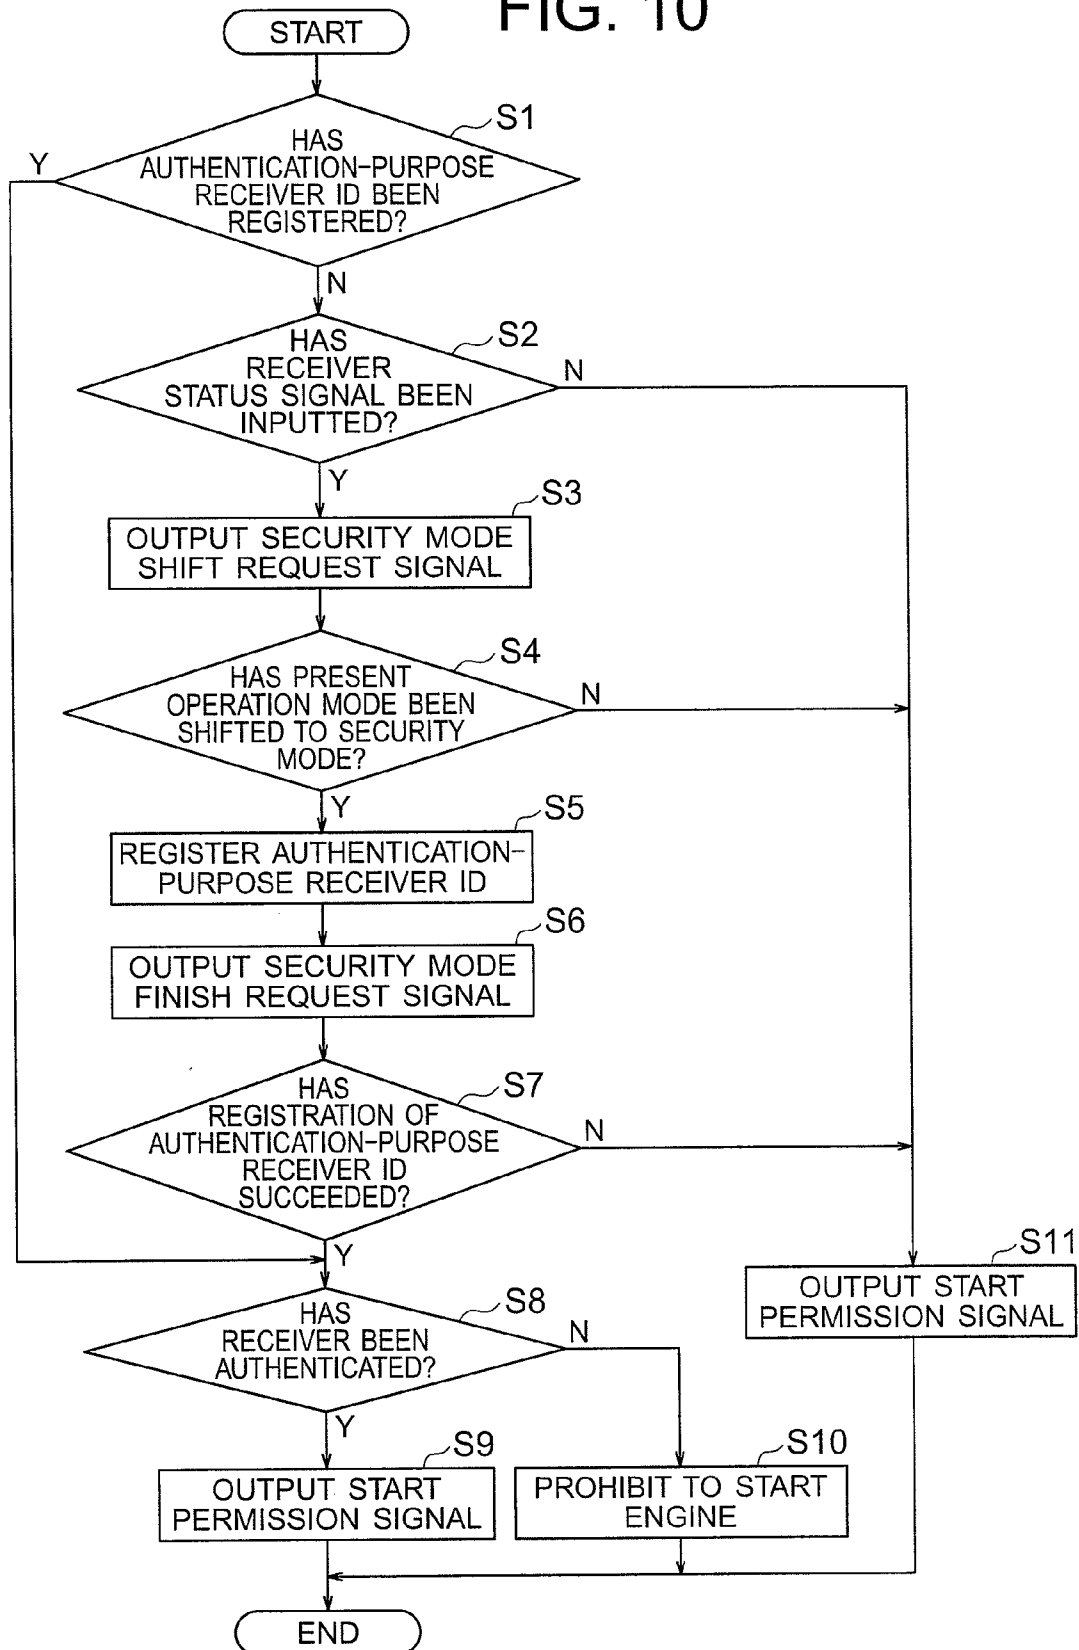 FIG. 10
START
S1
HAS
AUTHENTICATION-PURPOSE
RECEIVER ID BEEN
REGISTERED?
Y
N
S2
HAS
RECEIVER
STATUS SIGNAL BEEN
INPUTTED?
N
Y
S3
OUTPUT SECURITY MODE
SHIFT REQUEST SIGNAL
S4
HAS PRESENT
OPERATION MODE BEEN
SHIFTED TO SECURITY
MODE?
N
Y
S5
REGISTER AUTHENTICATION-
PURPOSE RECEIVER ID
S6
OUTPUT SECURITY MODE
FINISH REQUEST SIGNAL
S7
HAS
REGISTRATION OF
AUTHENTICATION-PURPOSE
RECEIVER ID
SUCCEEDED?
N
Y
S11
OUTPUT START
PERMISSION SIGNAL
S8
HAS
RECEIVER BEEN
AUTHENTICATED?
N
Y
S9
OUTPUT START
PERMISSION SIGNAL
S10
PROHIBIT TO START
ENGINE
END